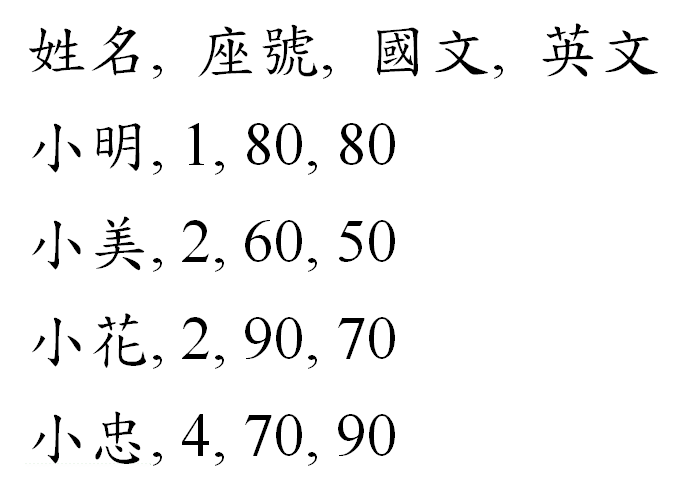 姓名, 座號, 國文, 英文
小明, 1, 80, 80
小美, 2, 60, 50
小花, 2, 90, 70
小忠, 4, 70, 90